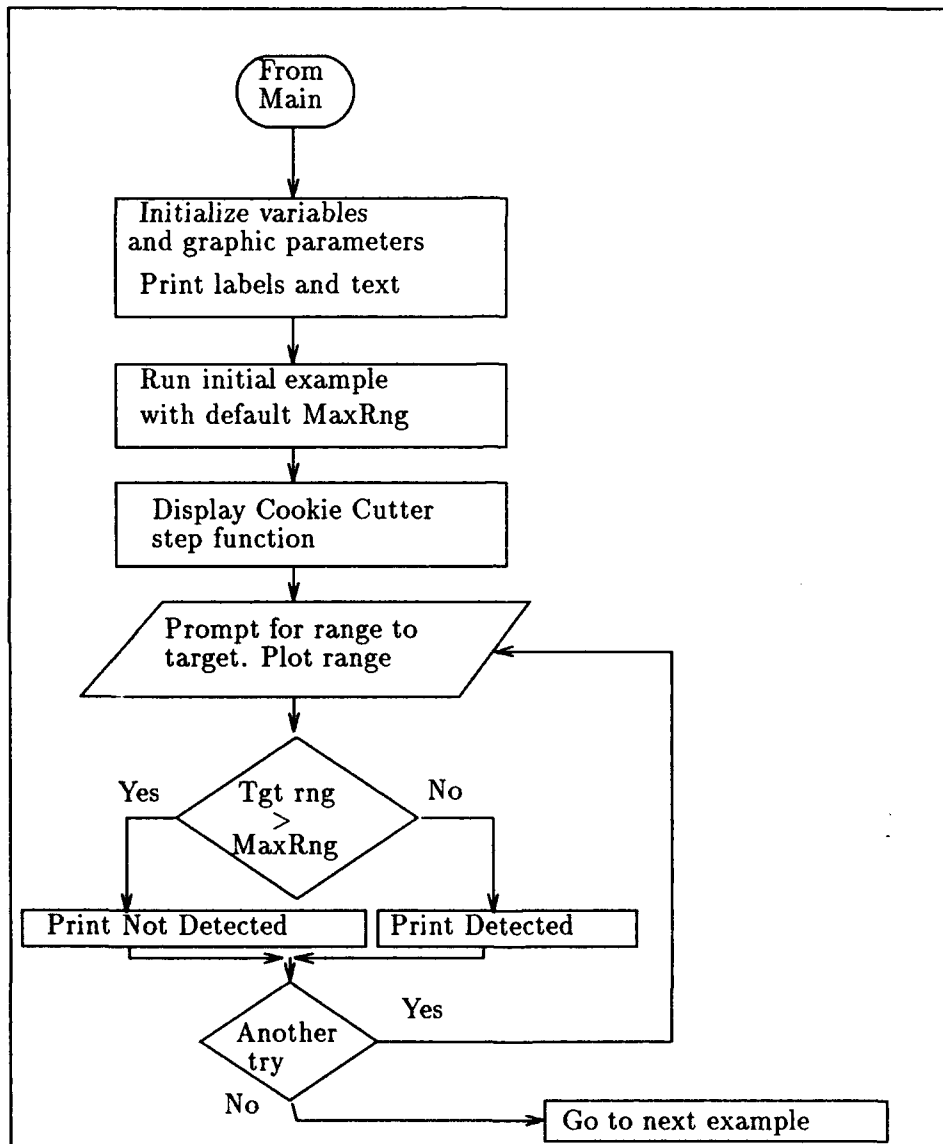 From
Main
Initialize variables
and graphic parameters
Print labels and text
Run initial example
with default MaxRng
Display Cookie Cutter
step function
Prompt for range to
target. Plot range
Yes
Tgt rng
>
MaxRng
No
Print Not Detected
Print Detected
Another
try
Yes
No
Go to next example